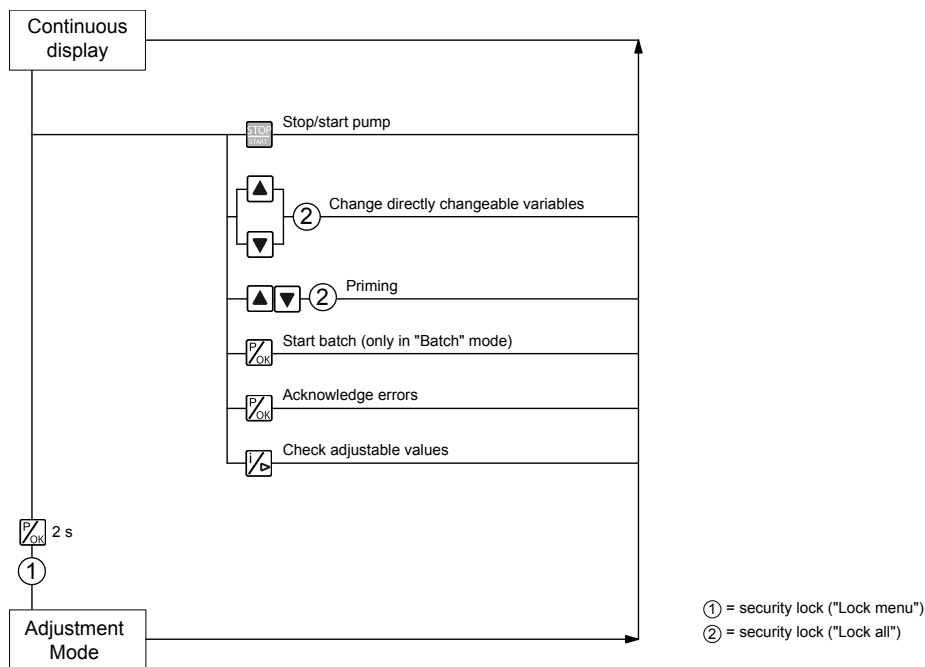 Continuous
display
STOP
START
Stop/start pump
2
Change directly changeable variables
2
Priming
P/OK
Start batch (only in "Batch" mode)
P/OK
Acknowledge errors
i/
Check adjustable values
P/OK
2 s
1
Adjustment
Mode
1 = security lock ("Lock menu")
2 = security lock ("Lock all")